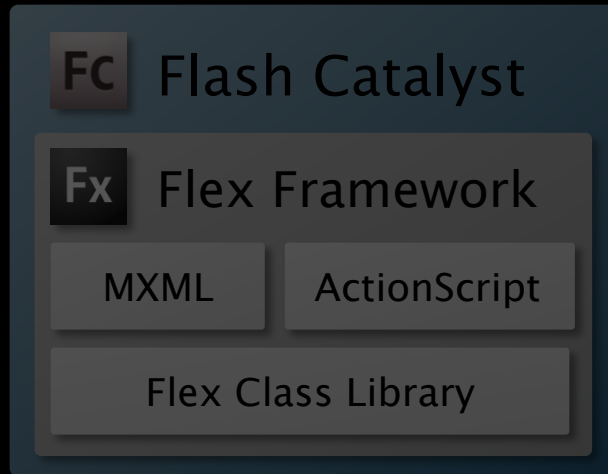 Fc Flash Catalyst
Fx Flex Framework
MXML ActionScript
Flex Class Library